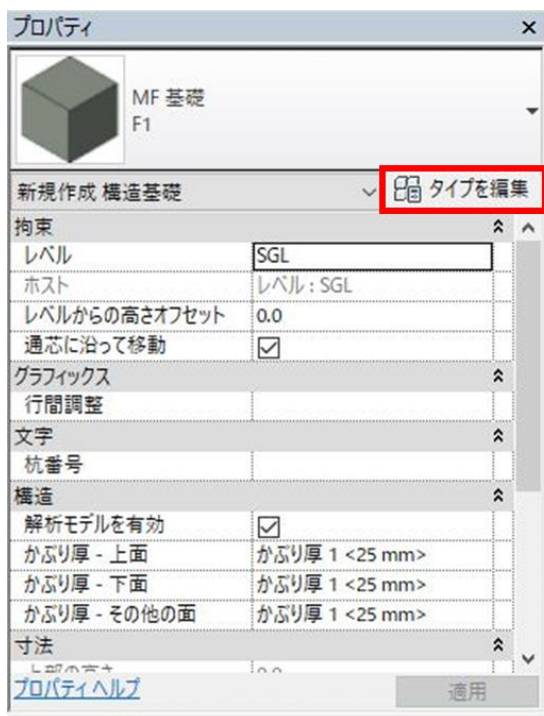 プロパティ ×
MF 基礎
F1
新規作成 構造基礎 タイプを編集
拘束
レベル SGL
ホスト レベル : SGL
レベルからの高さオフセット 0.0
通芯に沿って移動
グラフィックス
行間調整
文字
杭番号
構造
解析モデルを有効
かぶり厚 - 上面 かぶり厚 1 <25 mm>
かぶり厚 - 下面 かぶり厚 1 <25 mm>
かぶり厚 - その他の面 かぶり厚 1 <25 mm>
寸法
プロパティ ヘルプ 適用